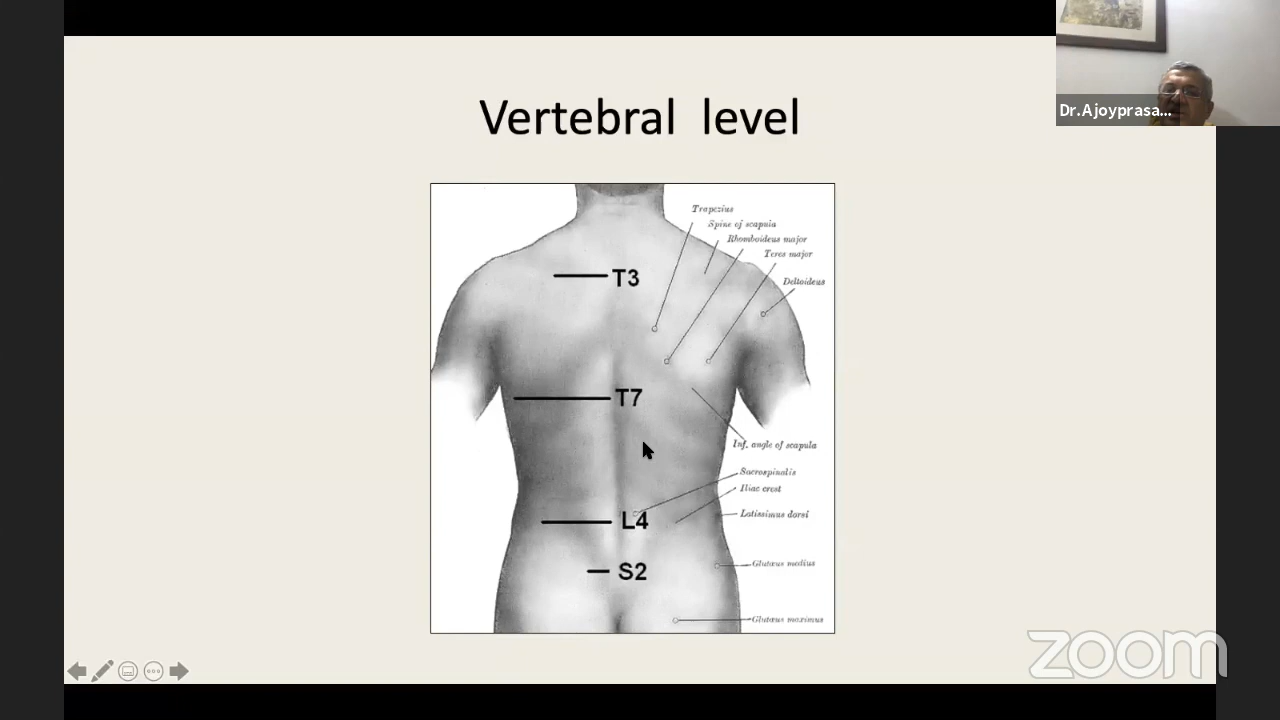 Dr.Ajoyprasa...
Vertebral level
Trapezius
Spine of scapula
Rhomboideus major
Teres major
T3
Deltoideus
T7
Inf. angle of scapula
Sacrospinalis
Iliac crest
Latissimus dorsi
L4
Glutæus medius
S2
Glutæus maximus
zoom